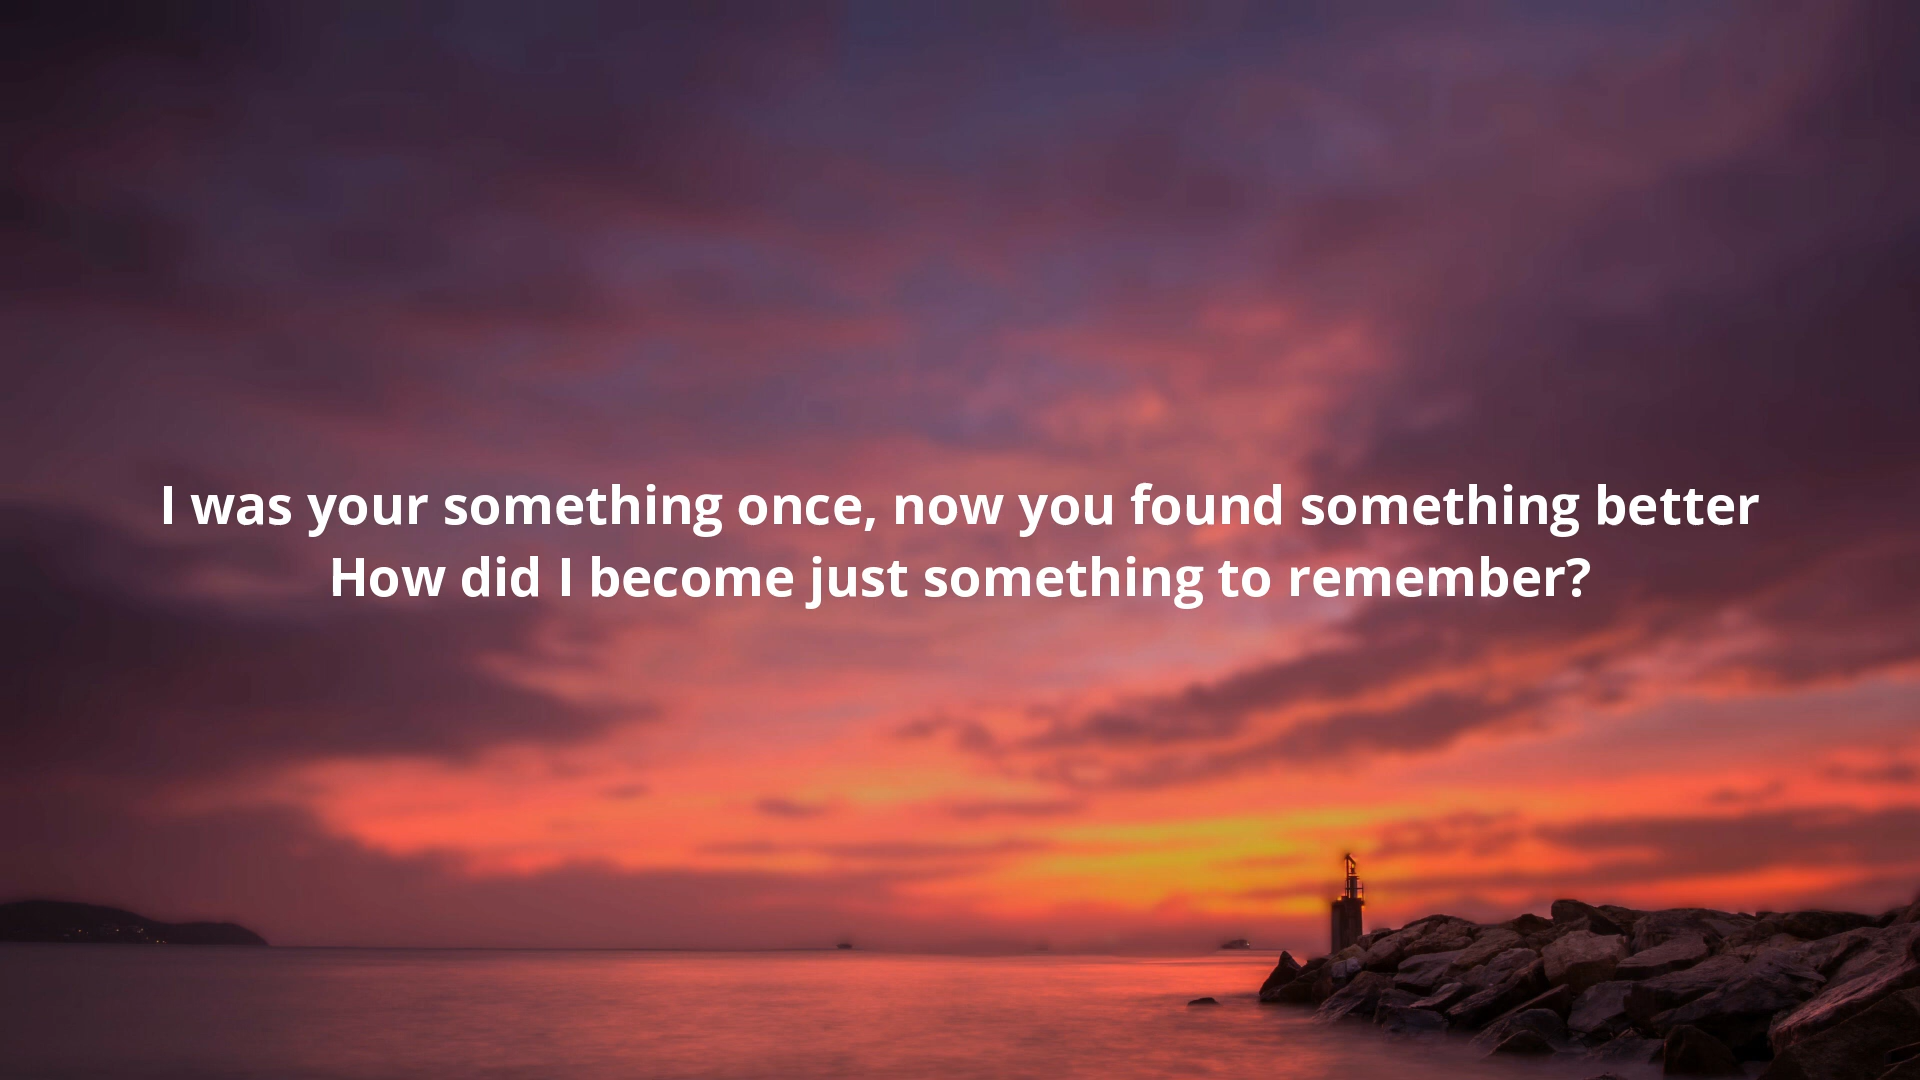 I was your something once, now you found something better
How did I become just something to remember?